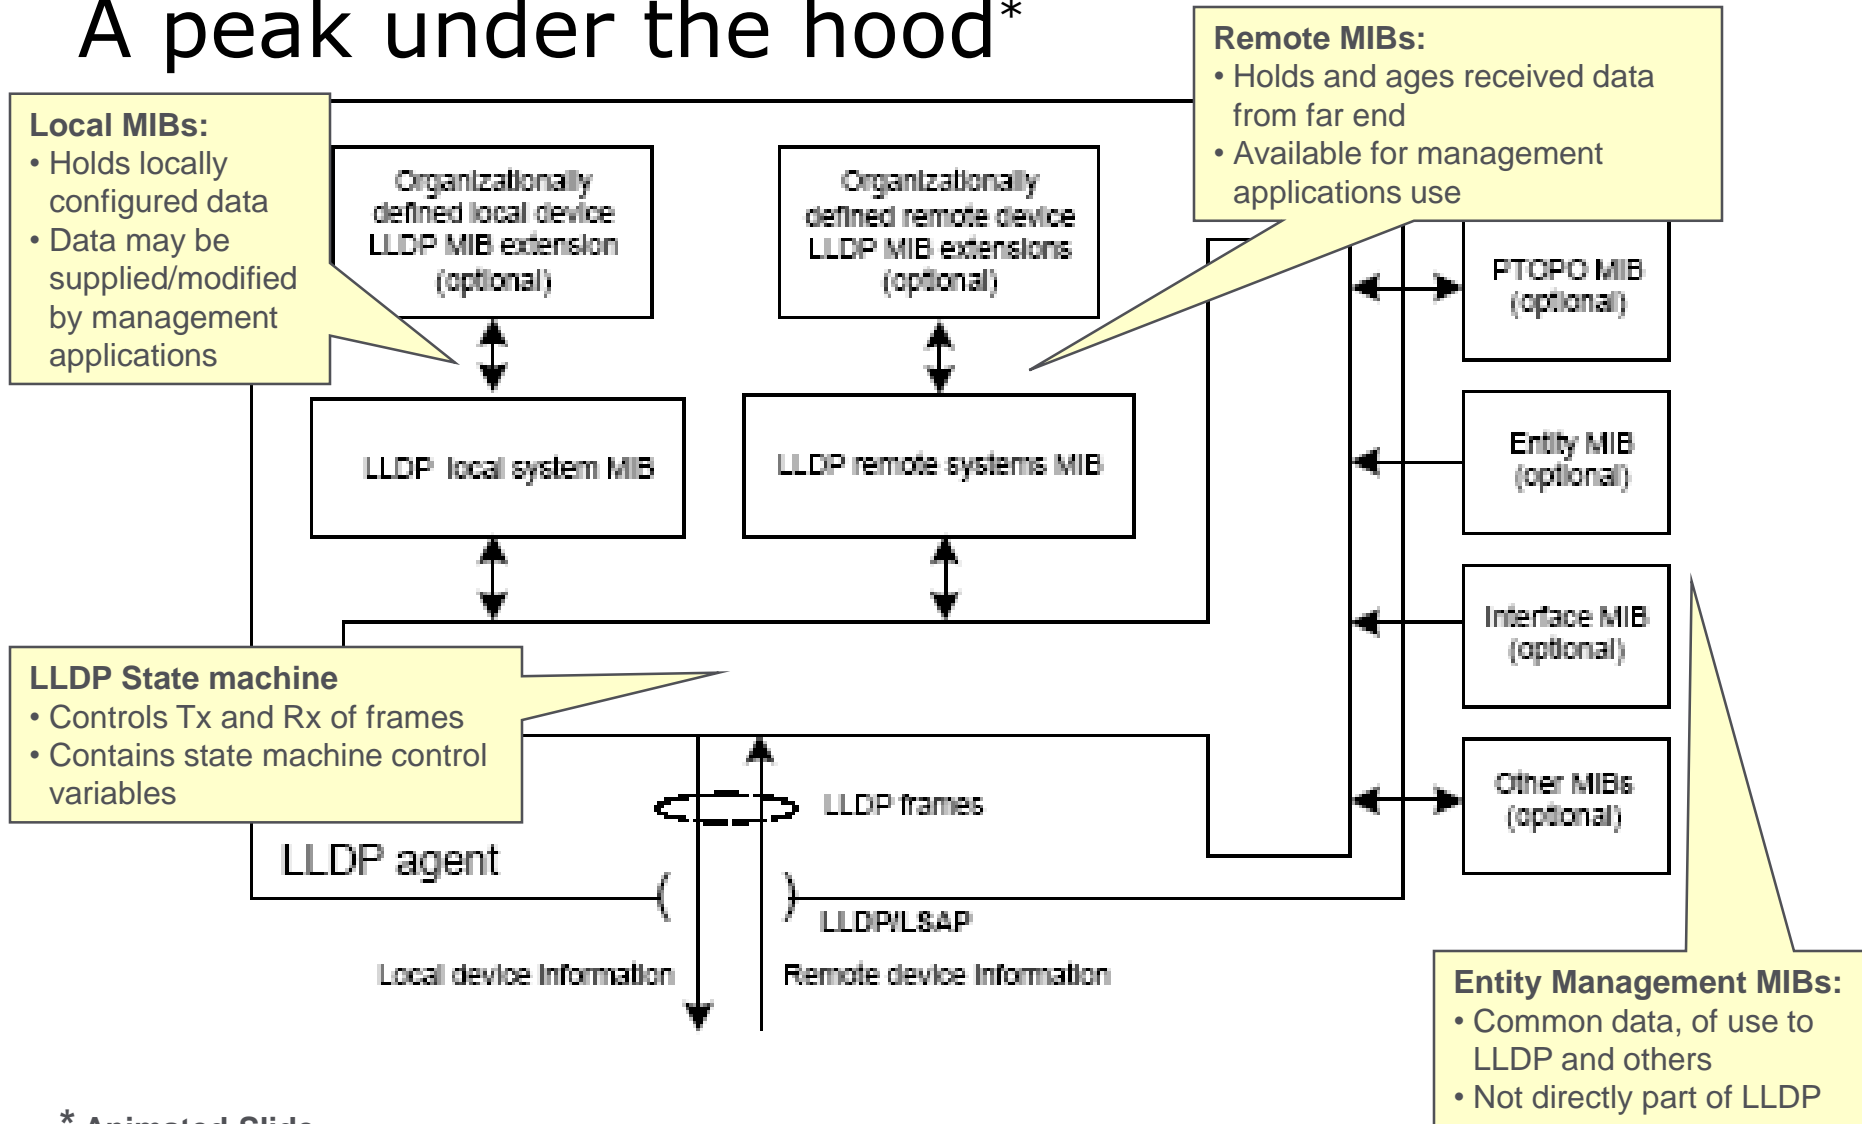 A peak under the hood*
Remote MIBs:
• Holds and ages received data
from far end
• Available for management
applications use
Local MIBs:
• Holds locally
configured data
• Data may be
supplied/modified
by management
applications
Organizationally
defined local device
LLDP MIB extension
(optional)
Organizationally
defined remote device
LLDP MIB extensions
(optional)
PTOPO MIB
(optional)
LLDP local system MIB
LLDP remote systems MIB
Entity MIB
(optional)
Interface MIB
(optional)
LLDP State machine
• Controls Tx and Rx of frames
• Contains state machine control
variables
Other MIBs
(optional)
LLDP frames
LLDP agent
( )
LLDP/LSAP
Local device information
Remote device information
Entity Management MIBs:
• Common data, of use to
LLDP and others
• Not directly part of LLDP
* Animated Slide